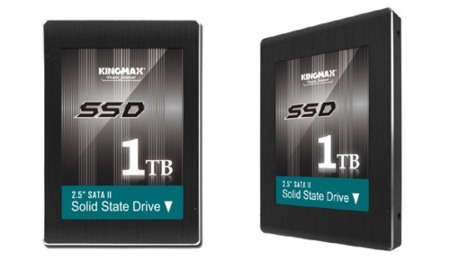 KINGMAX
SSD
1TB
2.5" SATA II
Solid State Drive
KINGMAX
SSD
1TB
2.5" SATA II
Solid State Drive